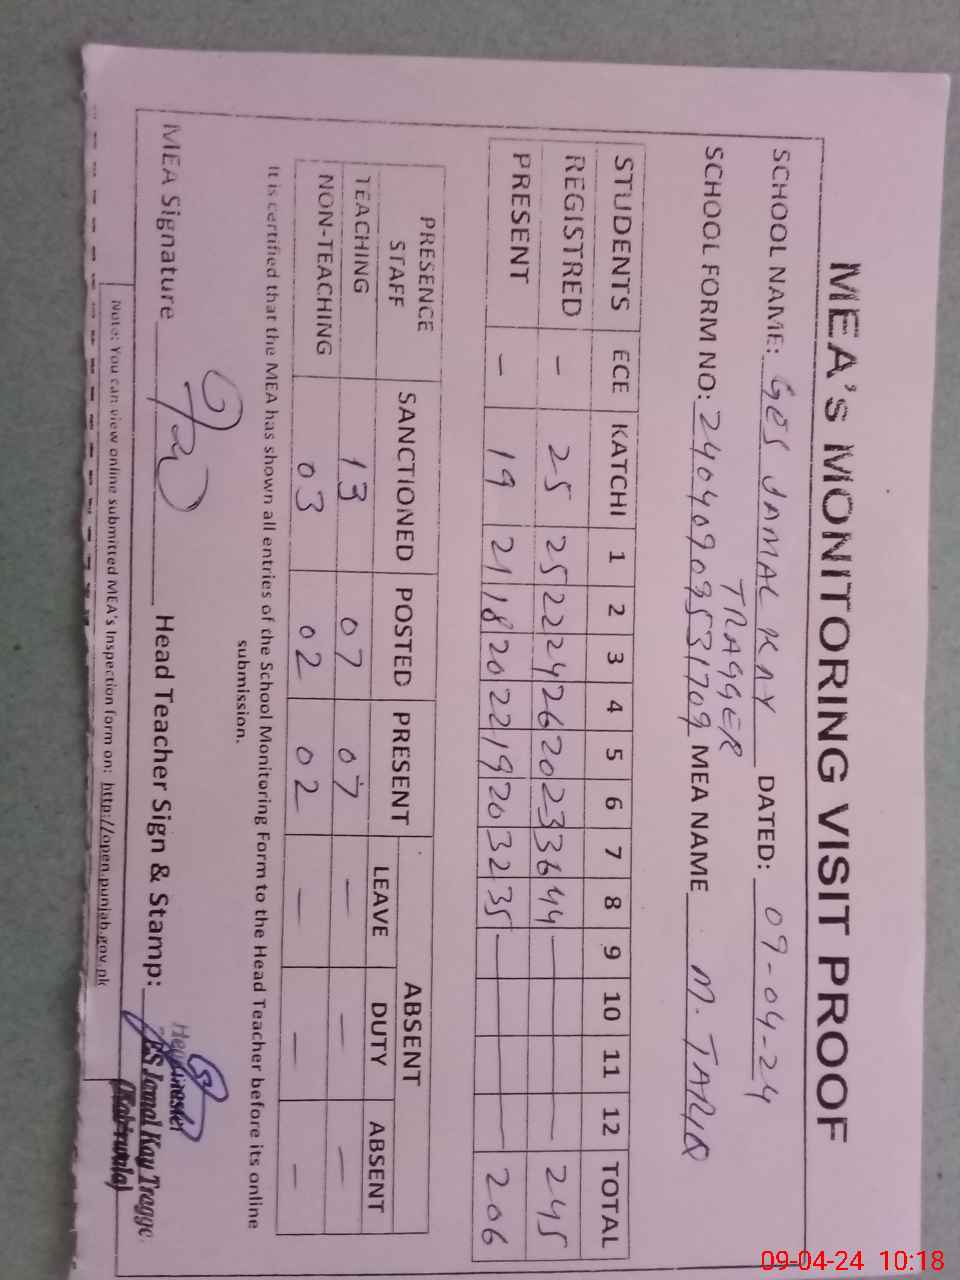 MEA's MONITORING VISIT PROOF
SCHOOL NAME: GES JAMAL KAY TRAGGER DATED: 09-04-24
SCHOOL FORM NO: 240409093531709 MEA NAME M. TARIQ
STUDENTS ECE KATCHI 1 2 3 4 5 6 7 8 9 10 11 12 TOTAL
REGISTRED - 25 25 22 24 26 20 23 36 44 — 245
PRESENT - 19 21 18 20 22 19 20 32 35 — 206
PRESENCE STAFF SANCTIONED POSTED PRESENT ABSENT
LEAVE DUTY ABSENT
TEACHING 13 07 07 — — —
NON-TEACHING 03 02 02 — — —
It is certified that the MEA has shown all entries of the School Monitoring Form to the Head Teacher before its online
submission.
MEA Signature Head Teacher Sign & Stamp:
Headmaster
ES Jamal Kay Tragge
(Kabirwala)
Note: You can view online submitted MEA's Inspection form on: http://open.punjab.gov.pk
09-04-24 10:18